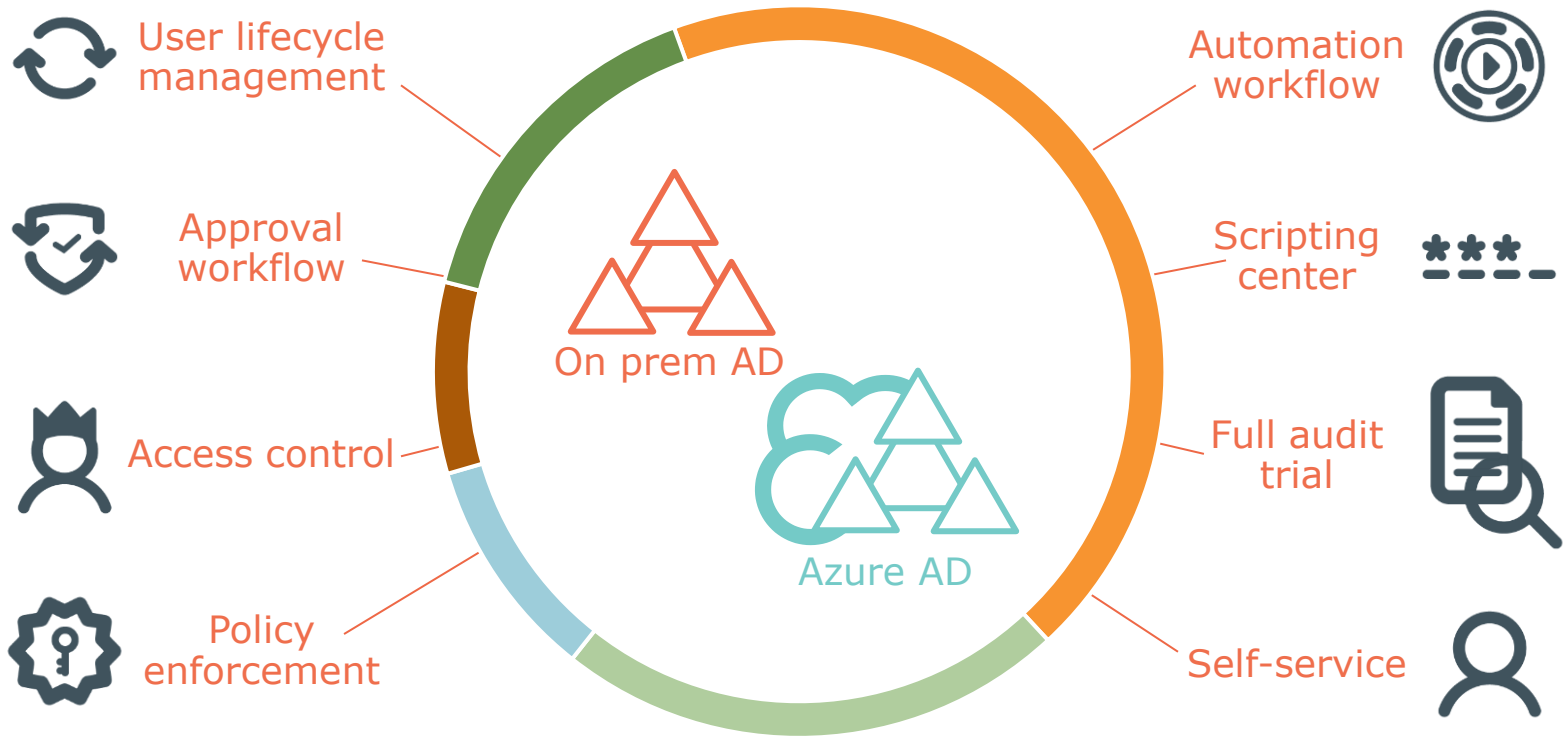 User lifecycle
management
Approval
workflow
Access control
Policy
enforcement
On prem AD
Azure AD
Automation
workflow
Scripting
center
Full audit
trial
Self-service